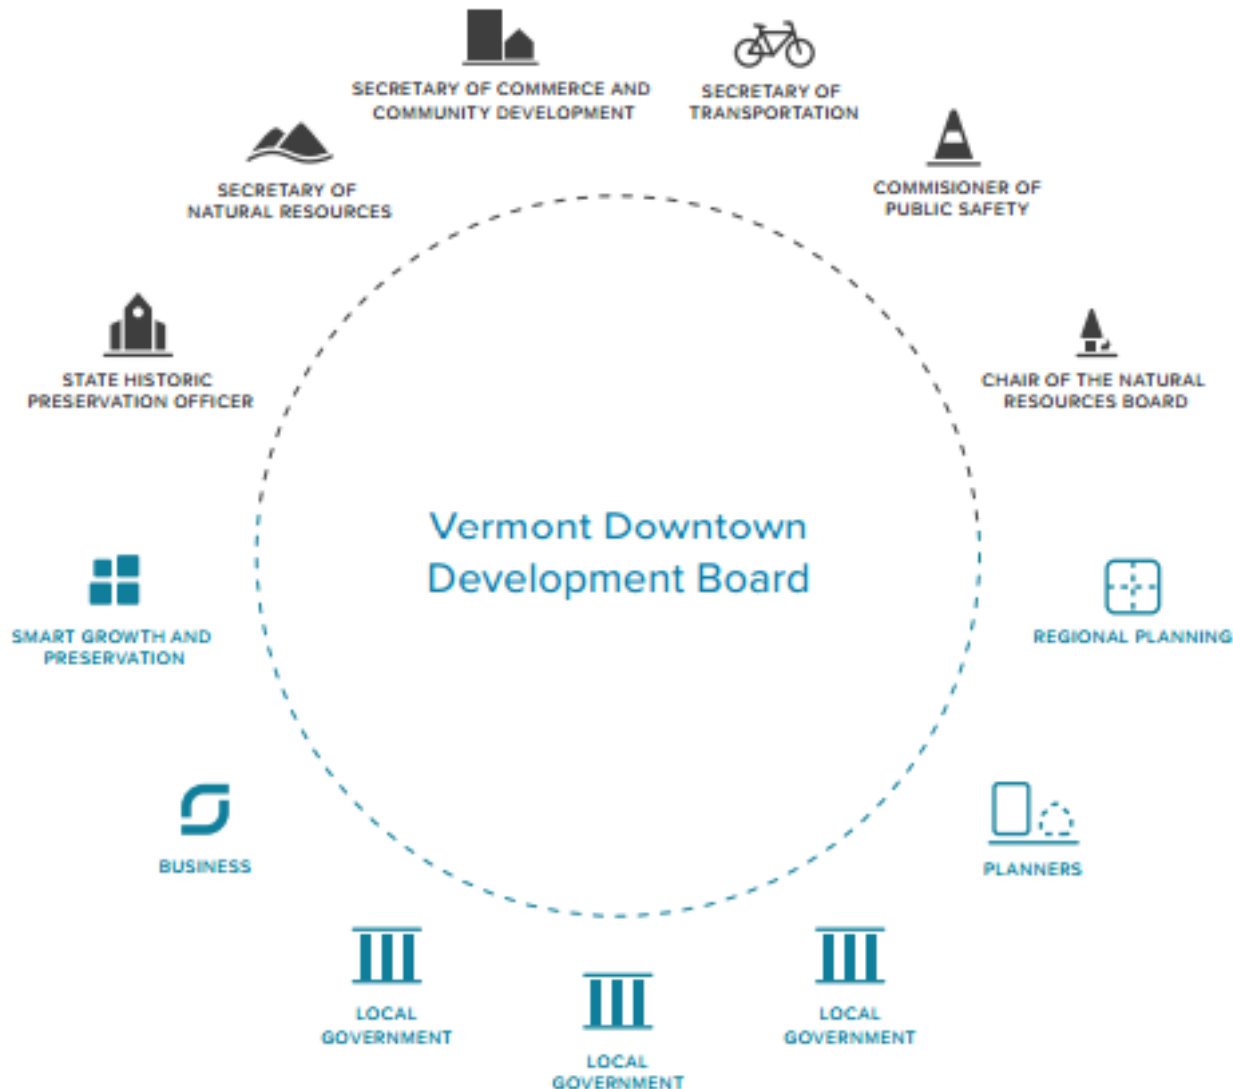 SECRETARY OF COMMERCE AND
COMMUNITY DEVELOPMENT
SECRETARY OF
TRANSPORTATION
SECRETARY OF
NATURAL RESOURCES
COMMISIONER OF
PUBLIC SAFETY
STATE HISTORIC
PRESERVATION OFFICER
CHAIR OF THE NATURAL
RESOURCES BOARD
Vermont Downtown
Development Board
SMART GROWTH AND
PRESERVATION
REGIONAL PLANNING
BUSINESS
PLANNERS
LOCAL
GOVERNMENT
LOCAL
GOVERNMENT
LOCAL
GOVERNMENT